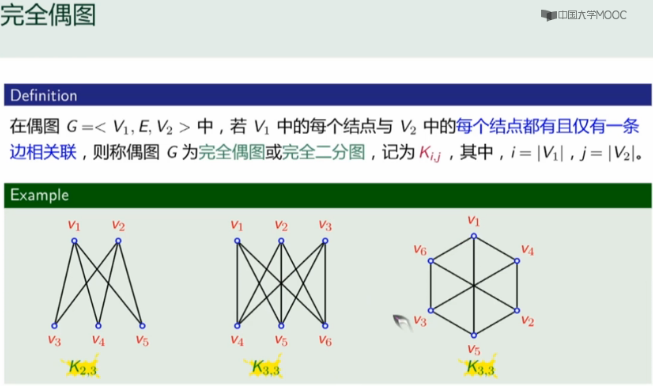 完全偶图
中国大学MOOC
Definition
在偶图 G =< V₁, E, V₂ > 中，若 V₁ 中的每个结点与 V₂ 中的每个结点都有且仅有一条
边相关联，则称偶图 G 为完全偶图或完全二分图，记为 Kᵢ,ⱼ，其中，i = |V₁|，j = |V₂|。
Example
v₁ v₂
v₃ v₄ v₅
K₂,₃
v₁ v₂ v₃
v₄ v₅ v₆
K₃,₃
v₁
v₆ v₄
v₃ v₂
v₅
K₃,₃